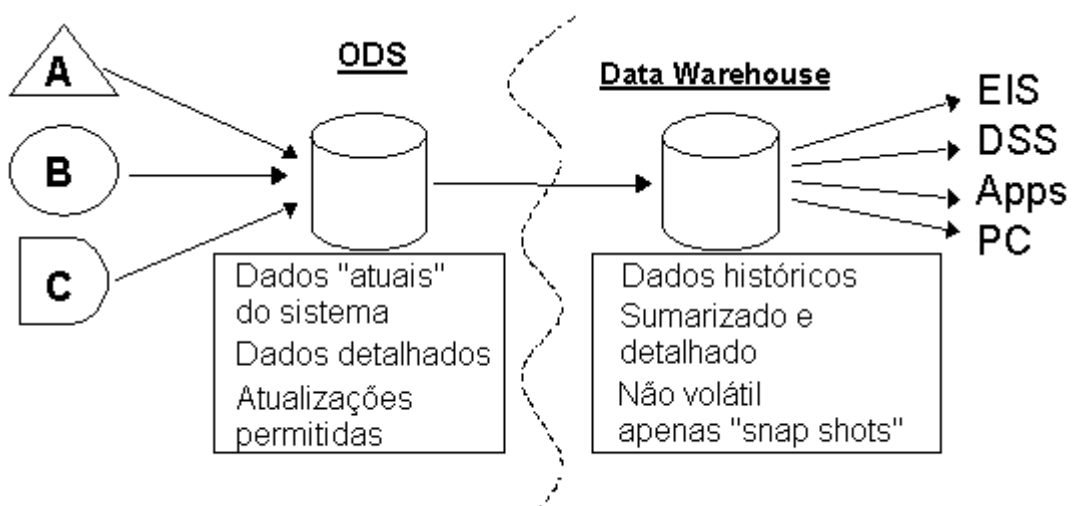 A
B
C
ODS
Dados "atuais"
do sistema
Dados detalhados
Atualizações
permitidas
Data Warehouse
Dados históricos
Sumarizado e
detalhado
Não volátil
apenas "snap shots"
EIS
DSS
Apps
PC